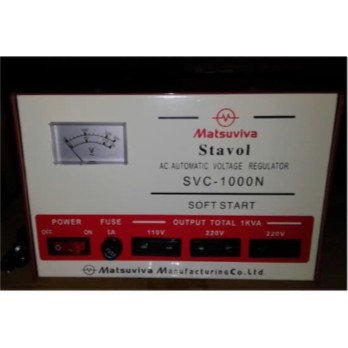 Matsuviva
Stavol
AC AUTOMATIC VOLTAGE REGULATOR
SVC-1000N
SOFT START
V
POWER FUSE OUTPUT TOTAL 1KVA
OFF ON 5A 110V 220V 220V
Matsuviva Manufacturing Co.Ltd